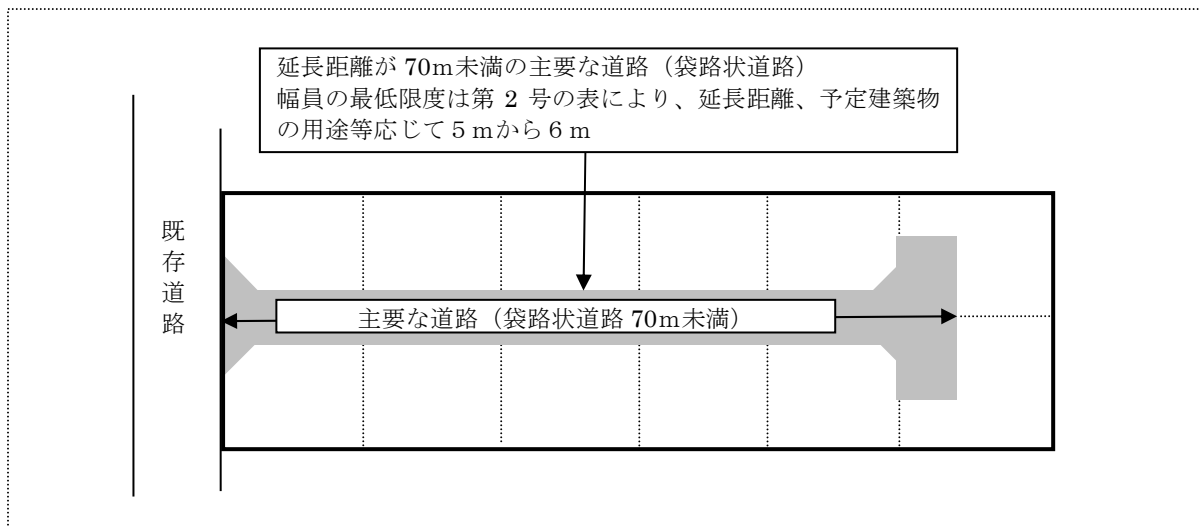 延長距離が 70m未満の主要な道路（袋路状道路）
幅員の最低限度は第 2 号の表により、延長距離、予定建築物
の用途等応じて５ｍから６ｍ
既存道路
主要な道路（袋路状道路 70m未満）